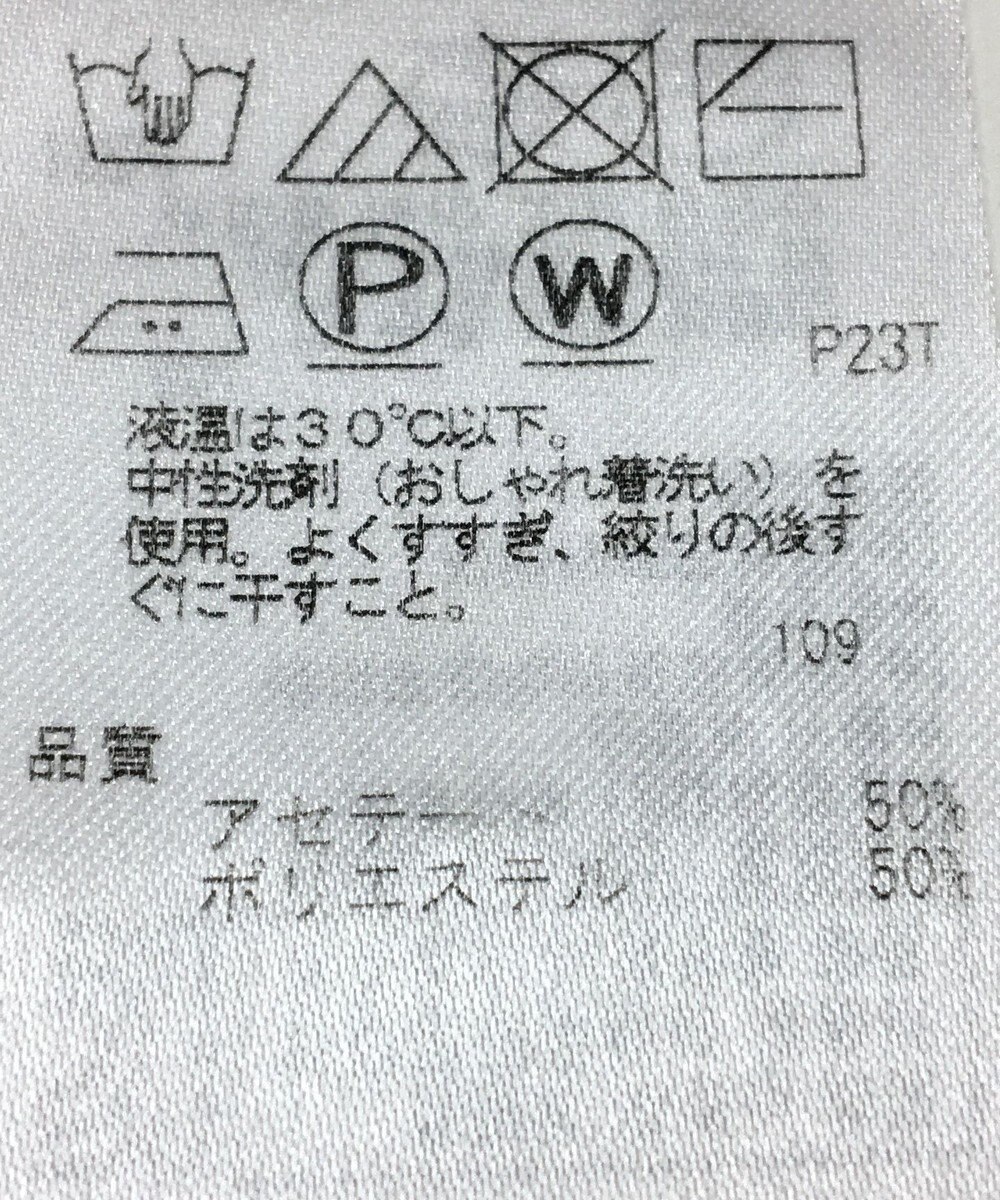 P W
P23T
液温は30℃以下。
中性洗剤(おしゃれ着洗い)を
使用。よくすすぎ、絞りの後す
ぐに干すこと。
109
品質
アセテー 50%
ポリエステル 50%